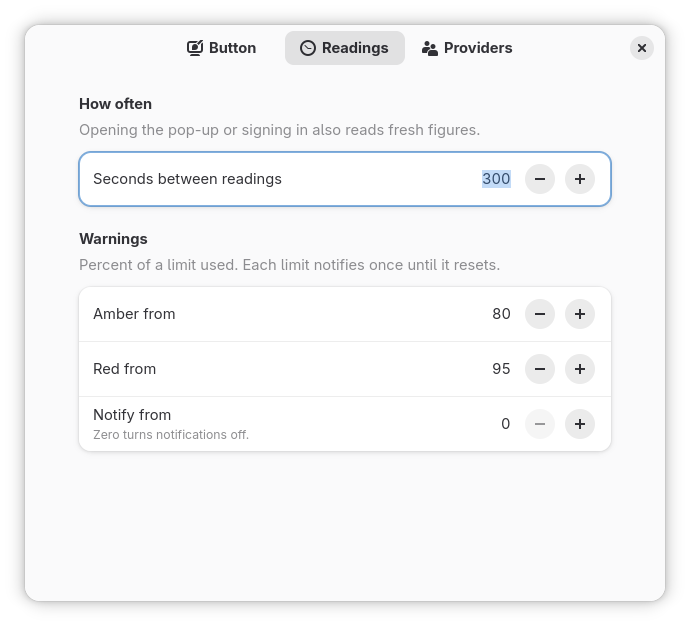 Button
Readings
Providers
How often
Opening the pop-up or signing in also reads fresh figures.
Seconds between readings 300
Warnings
Percent of a limit used. Each limit notifies once until it resets.
Amber from 80
Red from 95
Notify from 0
Zero turns notifications off.